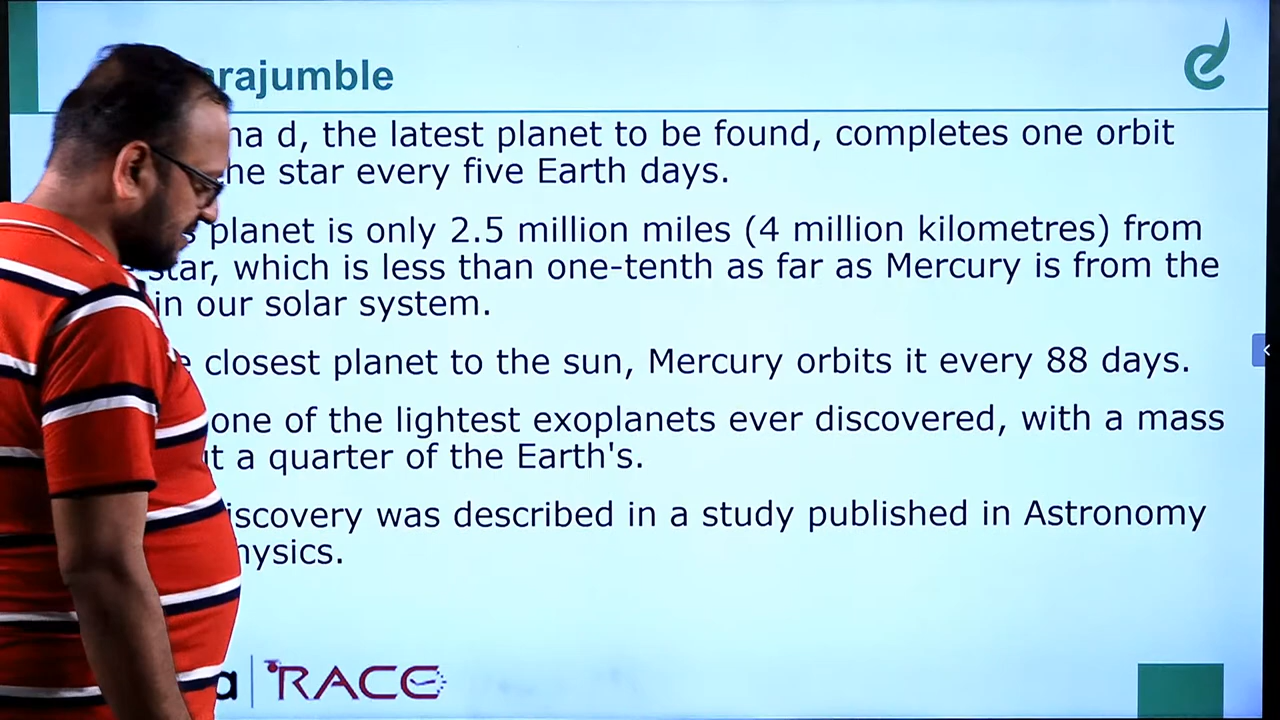 arajumble
na d, the latest planet to be found, completes one orbit
he star every five Earth days.
planet is only 2.5 million miles (4 million kilometres) from
star, which is less than one-tenth as far as Mercury is from the
in our solar system.
closest planet to the sun, Mercury orbits it every 88 days.
one of the lightest exoplanets ever discovered, with a mass
t a quarter of the Earth's.
iscovery was described in a study published in Astronomy
hysics.
a RACE